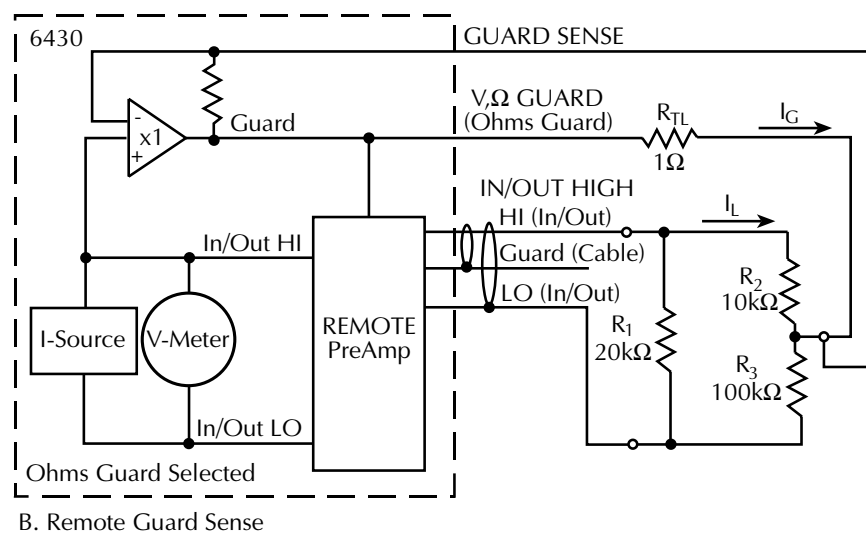 6430
GUARD SENSE
-
x1
+
Guard
V,Ω GUARD
(Ohms Guard)
R_TL
1Ω
I_G
IN/OUT HIGH
HI (In/Out)
I_L
In/Out HI
Guard (Cable)
LO (In/Out)
I-Source
V-Meter
REMOTE
PreAmp
R_1
20kΩ
R_2
10kΩ
R_3
100kΩ
In/Out LO
Ohms Guard Selected
B. Remote Guard Sense